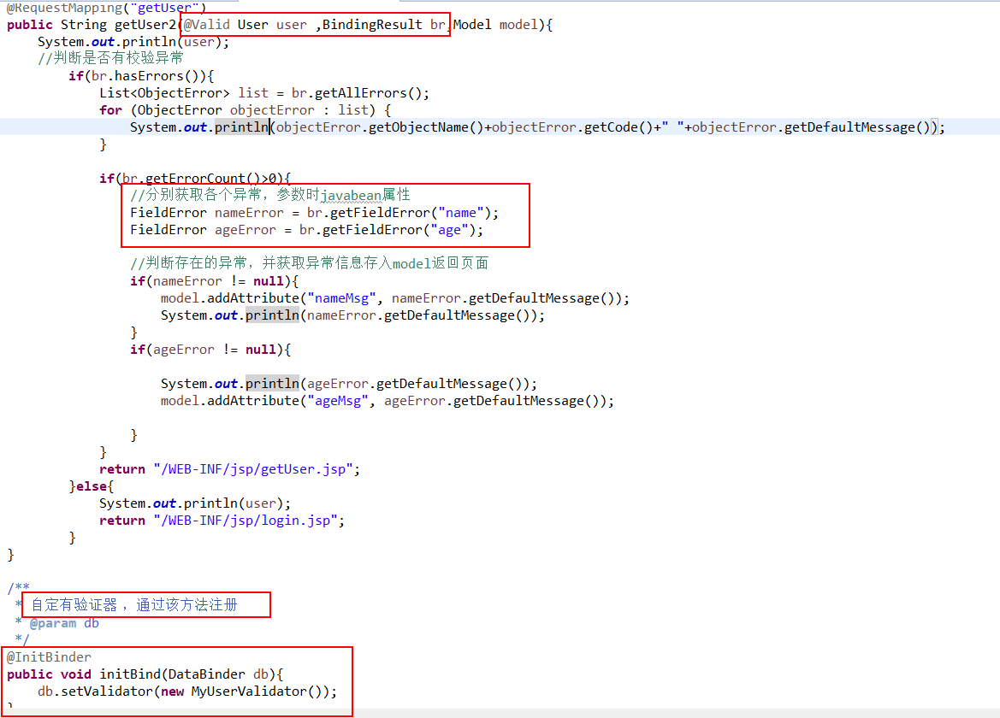 @RequestMapping("getUser")
public String getUser2(@Valid User user ,BindingResult br,Model model){
System.out.println(user);
//判断是否有校验异常
if(br.hasErrors()){
List<ObjectError> list = br.getAllErrors();
for (ObjectError objectError : list) {
System.out.println(objectError.getObjectName()+objectError.getCode()+" "+objectError.getDefaultMessage());
}
if(br.getErrorCount()>0){
//分别获取各个异常，参数时javabean属性
FieldError nameError = br.getFieldError("name");
FieldError ageError = br.getFieldError("age");
//判断存在的异常，并获取异常信息存入model返回页面
if(nameError != null){
model.addAttribute("nameMsg", nameError.getDefaultMessage());
System.out.println(nameError.getDefaultMessage());
}
if(ageError != null){
System.out.println(ageError.getDefaultMessage());
model.addAttribute("ageMsg", ageError.getDefaultMessage());
}
}
return "/WEB-INF/jsp/getUser.jsp";
}else{
System.out.println(user);
return "/WEB-INF/jsp/login.jsp";
}
}
/**
* 自定有验证器 ，通过该方法注册
* @param db
*/
@InitBinder
public void initBind(DataBinder db){
db.setValidator(new MyUserValidator());
}